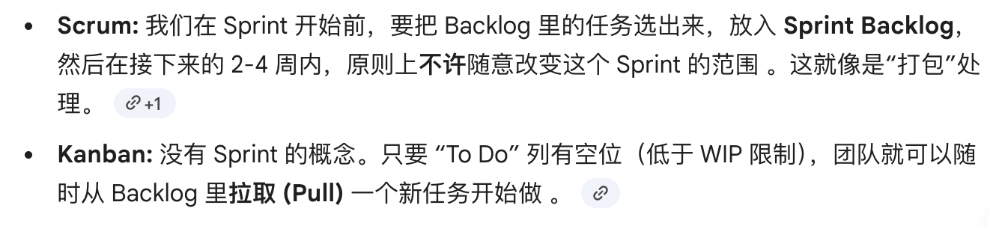 • Scrum: 我们在 Sprint 开始前，要把 Backlog 里的任务选出来，放入 Sprint Backlog，
然后在接下来的 2-4 周内，原则上不许随意改变这个 Sprint 的范围 。这就像是“打包”处
理。 +1
• Kanban: 没有 Sprint 的概念。只要 “To Do” 列有空位（低于 WIP 限制），团队就可以随
时从 Backlog 里拉取 (Pull) 一个新任务开始做 。